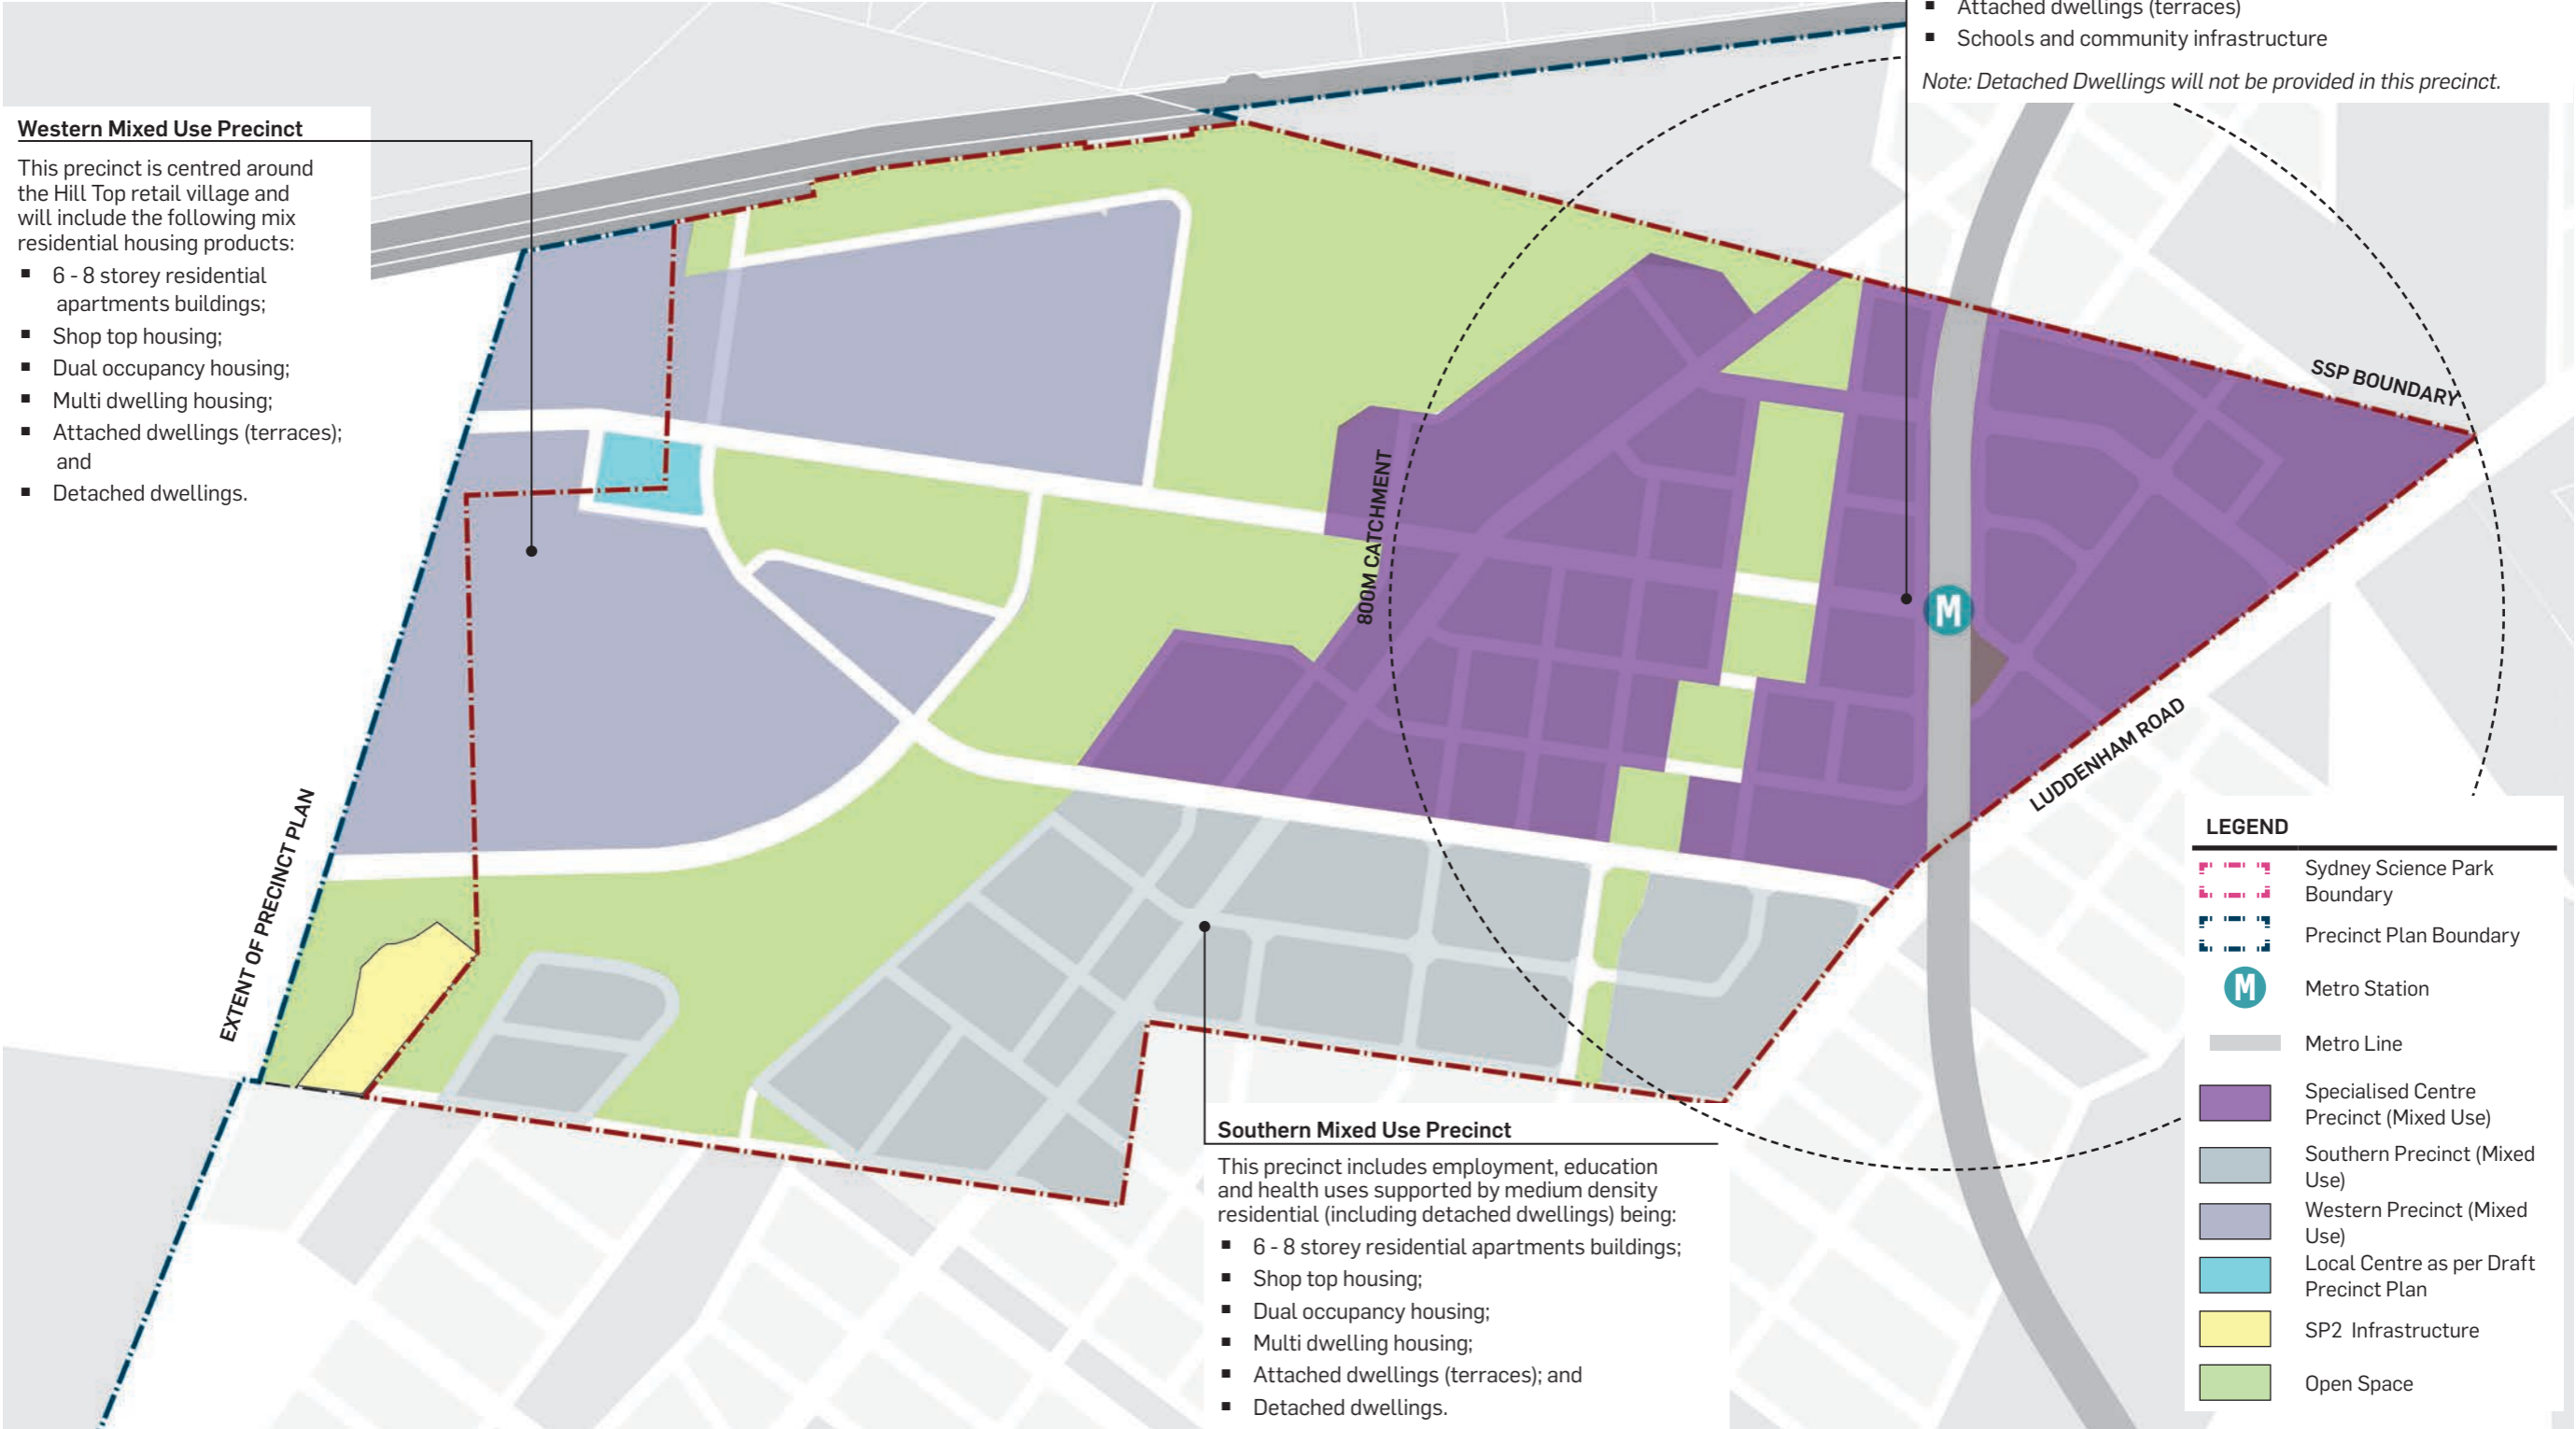 ■ Attached dwellings (terraces)
■ Schools and community infrastructure
Note: Detached Dwellings will not be provided in this precinct.
Western Mixed Use Precinct
This precinct is centred around
the Hill Top retail village and
will include the following mix
residential housing products:
■ 6 - 8 storey residential
apartments buildings;
■ Shop top housing;
■ Dual occupancy housing;
■ Multi dwelling housing;
■ Attached dwellings (terraces);
and
■ Detached dwellings.
SSP BOUNDARY
800M CATCHMENT
M
LUDDENHAM ROAD
EXTENT OF PRECINCT PLAN
Southern Mixed Use Precinct
This precinct includes employment, education
and health uses supported by medium density
residential (including detached dwellings) being:
■ 6 - 8 storey residential apartments buildings;
■ Shop top housing;
■ Dual occupancy housing;
■ Multi dwelling housing;
■ Attached dwellings (terraces); and
■ Detached dwellings.
LEGEND
Sydney Science Park
Boundary
Precinct Plan Boundary
M Metro Station
Metro Line
Specialised Centre
Precinct (Mixed Use)
Southern Precinct (Mixed
Use)
Western Precinct (Mixed
Use)
Local Centre as per Draft
Precinct Plan
SP2 Infrastructure
Open Space